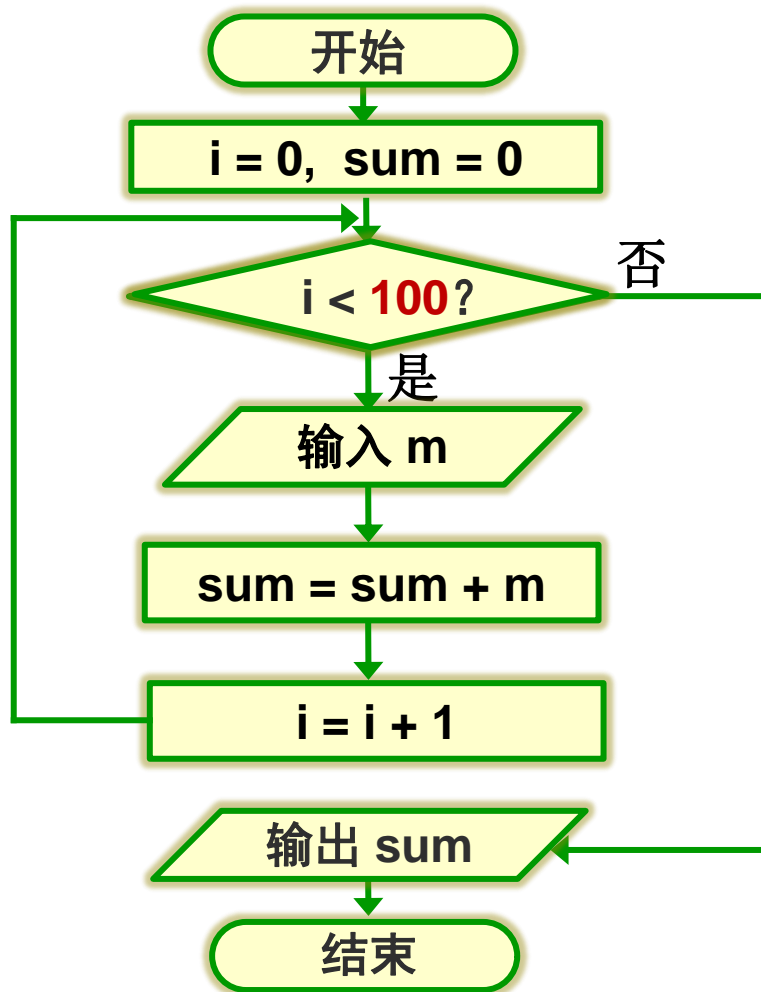 开始
i = 0, sum = 0
i < 100?
否
是
输入 m
sum = sum + m
i = i + 1
输出 sum
结束